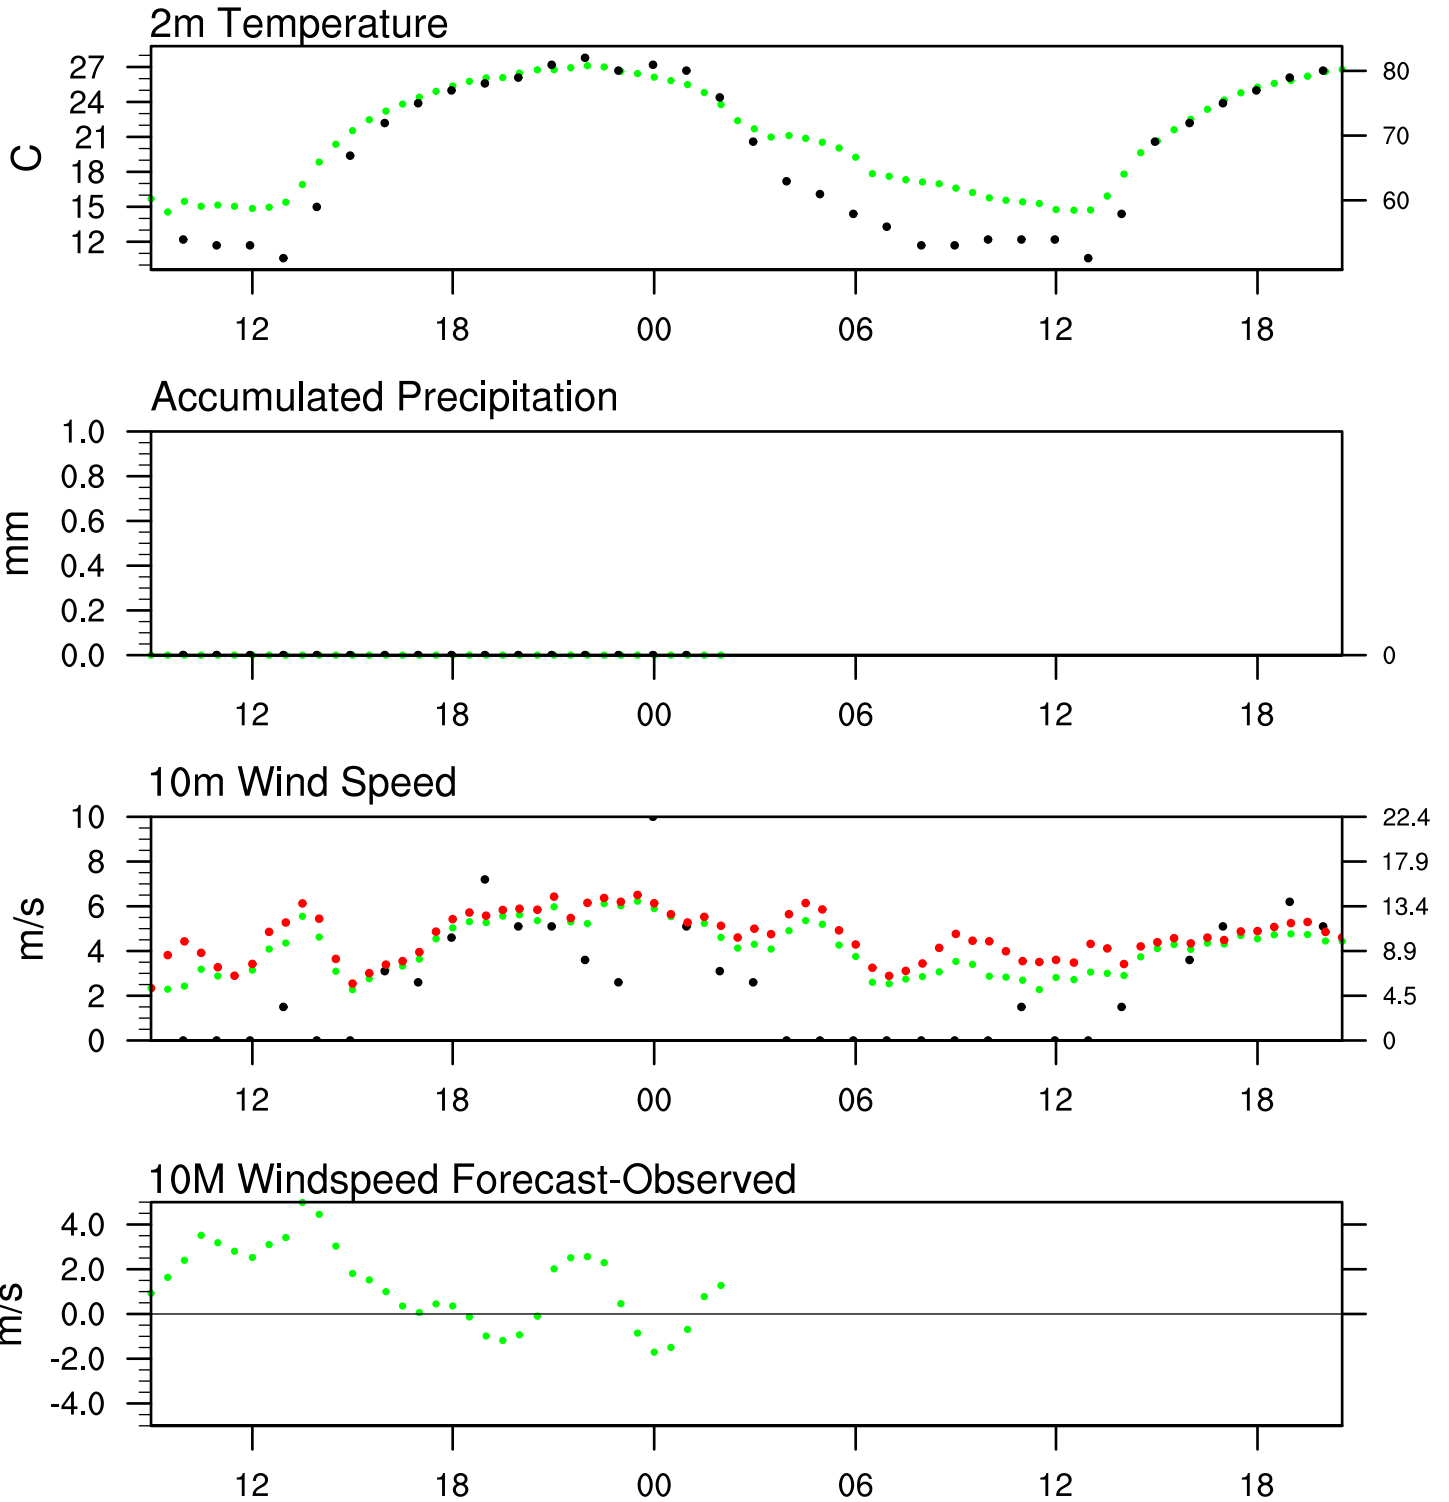 2m Temperature
27
24
21
18
15
12
C
80
70
60
12 18 00 06 12 18
Accumulated Precipitation
1.0
0.8
0.6
0.4
0.2
0.0
mm
0
12 18 00 06 12 18
10m Wind Speed
10
8
6
4
2
0
m/s
22.4
17.9
13.4
8.9
4.5
0
12 18 00 06 12 18
10M Windspeed Forecast-Observed
4.0
2.0
0.0
-2.0
-4.0
m/s
12 18 00 06 12 18